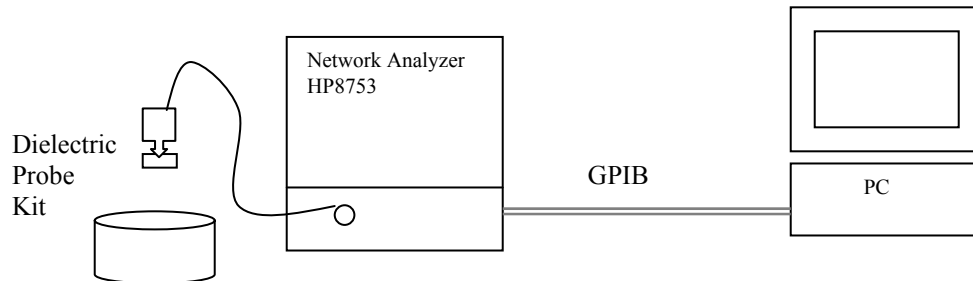 Network Analyzer
HP8753
Dielectric
Probe
Kit
GPIB
PC